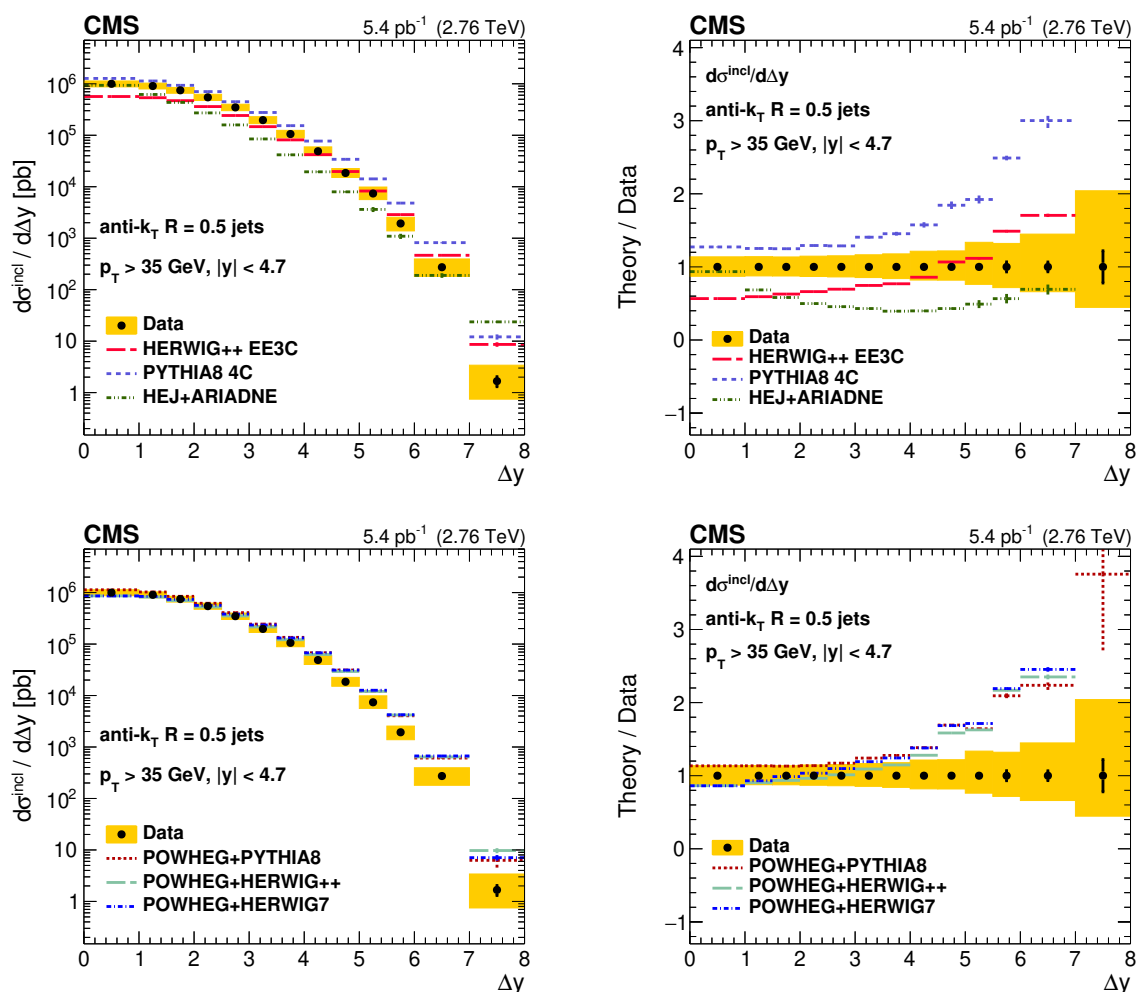 CMS 5.4 pb⁻¹ (2.76 TeV)
dσ^incl / dΔy [pb]
10⁶
10⁵
10⁴
10³
10²
10
1
anti-k_T R = 0.5 jets
p_T > 35 GeV, |y| < 4.7
Data
HERWIG++ EE3C
PYTHIA8 4C
HEJ+ARIADNE
0 1 2 3 4 5 6 7 8
Δy
CMS 5.4 pb⁻¹ (2.76 TeV)
Theory / Data
4
3
2
1
0
−1
dσ^incl/dΔy
anti-k_T R = 0.5 jets
p_T > 35 GeV, |y| < 4.7
Data
HERWIG++ EE3C
PYTHIA8 4C
HEJ+ARIADNE
0 1 2 3 4 5 6 7 8
Δy
CMS 5.4 pb⁻¹ (2.76 TeV)
dσ^incl / dΔy [pb]
10⁶
10⁵
10⁴
10³
10²
10
1
anti-k_T R = 0.5 jets
p_T > 35 GeV, |y| < 4.7
Data
POWHEG+PYTHIA8
POWHEG+HERWIG++
POWHEG+HERWIG7
0 1 2 3 4 5 6 7 8
Δy
CMS 5.4 pb⁻¹ (2.76 TeV)
Theory / Data
4
3
2
1
0
−1
dσ^incl/dΔy
anti-k_T R = 0.5 jets
p_T > 35 GeV, |y| < 4.7
Data
POWHEG+PYTHIA8
POWHEG+HERWIG++
POWHEG+HERWIG7
0 1 2 3 4 5 6 7 8
Δy